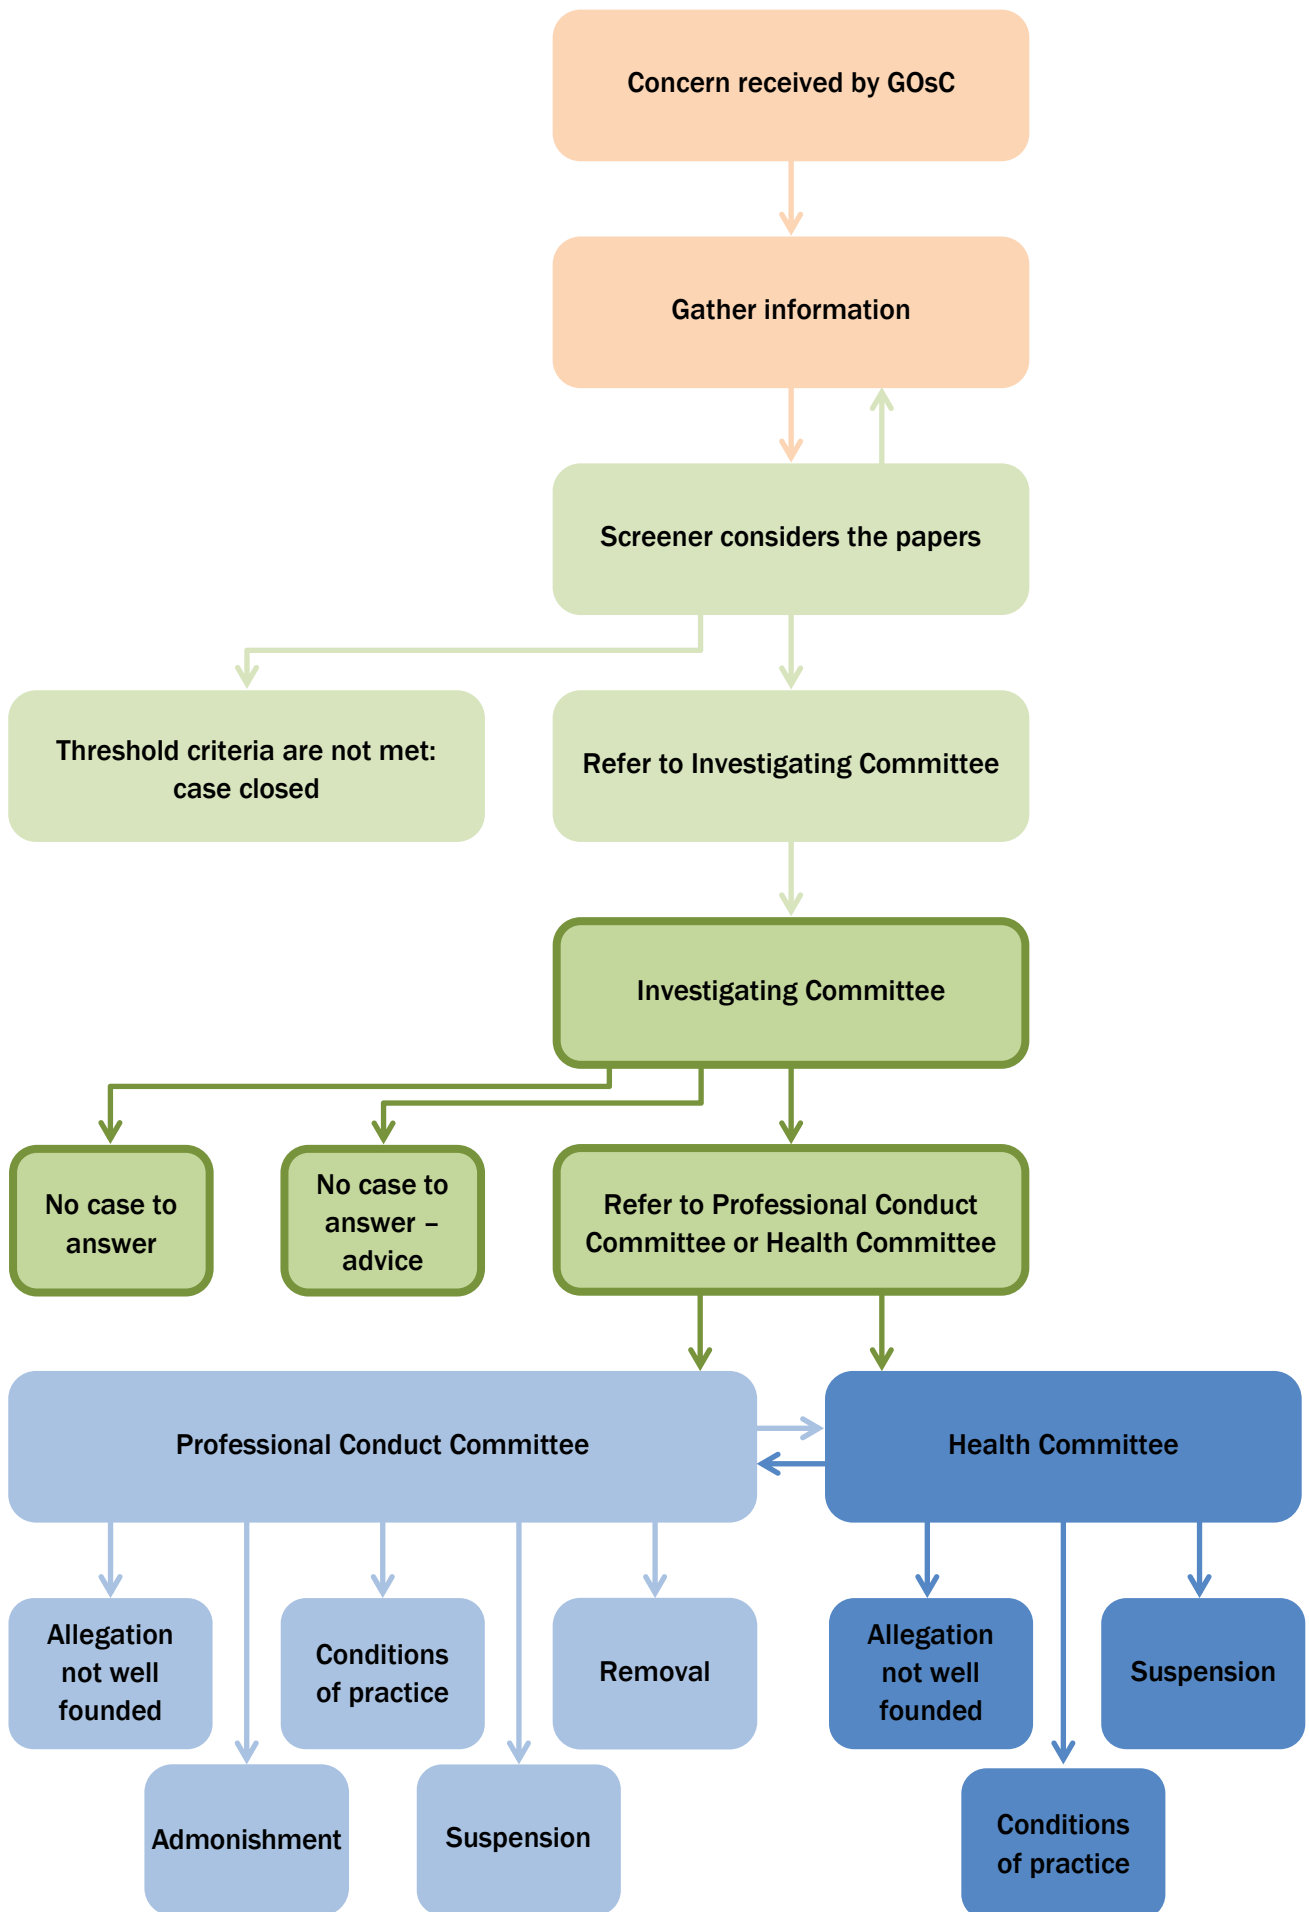 Concern received by GOsC
Gather information
Screener considers the papers
Threshold criteria are not met:
case closed
Refer to Investigating Committee
Investigating Committee
No case to
answer
No case to
answer –
advice
Refer to Professional Conduct
Committee or Health Committee
Professional Conduct Committee
Health Committee
Allegation
not well
founded
Conditions
of practice
Removal
Allegation
not well
founded
Suspension
Admonishment
Suspension
Conditions
of practice